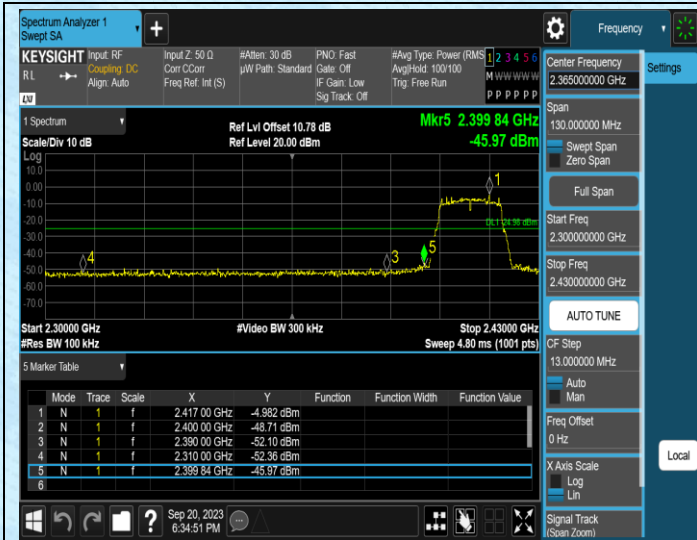 Spectrum Analyzer 1
Swept SA
+
Frequency
KEYSIGHT Input: RF Input Z: 50 Ω #Atten: 30 dB PNO: Fast #Avg Type: Power (RMS 1 2 3 4 5 6
RL Coupling: DC Corr CCorr µW Path: Standard Gate: Off Avg|Hold: 100/100 M W W W W W
Align: Auto Freq Ref: Int (S) IF Gain: Low Trig: Free Run
LXI Sig Track: Off P P P P P P
1 Spectrum
Scale/Div 10 dB
Ref Lvl Offset 10.78 dB
Ref Level 20.00 dBm
Mkr5 2.399 84 GHz
-45.97 dBm
Log
10.0
0.00
-10.0
-20.0
-30.0
-40.0
-50.0
-60.0
-70.0
1
DL1 -24.98 dBm
4
3
5
Start 2.30000 GHz #Video BW 300 kHz Stop 2.43000 GHz
#Res BW 100 kHz Sweep 4.80 ms (1001 pts)
5 Marker Table
Mode Trace Scale X Y Function Function Width Function Value
1 N 1 f 2.417 00 GHz -4.982 dBm
2 N 1 f 2.400 00 GHz -48.71 dBm
3 N 1 f 2.390 00 GHz -52.10 dBm
4 N 1 f 2.310 00 GHz -52.36 dBm
5 N 1 f 2.399 84 GHz -45.97 dBm
6
?
Sep 20, 2023
6:34:51 PM
Center Frequency
2.365000000 GHz
Span
130.000000 MHz
Swept Span
Zero Span
Full Span
Start Freq
2.300000000 GHz
Stop Freq
2.430000000 GHz
AUTO TUNE
CF Step
13.000000 MHz
Auto
Man
Freq Offset
0 Hz
X Axis Scale
Log
Lin
Signal Track
(Span Zoom)
Settings
Local